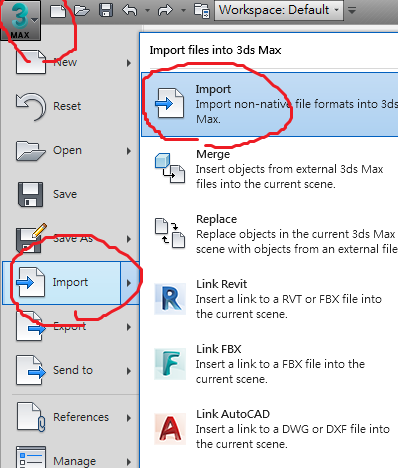 3
MAX
Workspace: Default
New
Reset
Open
Save
Save As
Import
Export
Send to
References
Manage
Import files into 3ds Max
Import
Import non-native file formats into 3ds
Max.
Merge
Insert objects from external 3ds Max
files into the current scene.
Replace
Replace objects in the current 3ds Max
scene with objects from an external file
Link Revit
Insert a link to a RVT or FBX file into
the current scene.
Link FBX
Insert a link to a FBX file into the
current scene.
Link AutoCAD
Insert a link to a DWG or DXF file into
the current scene.